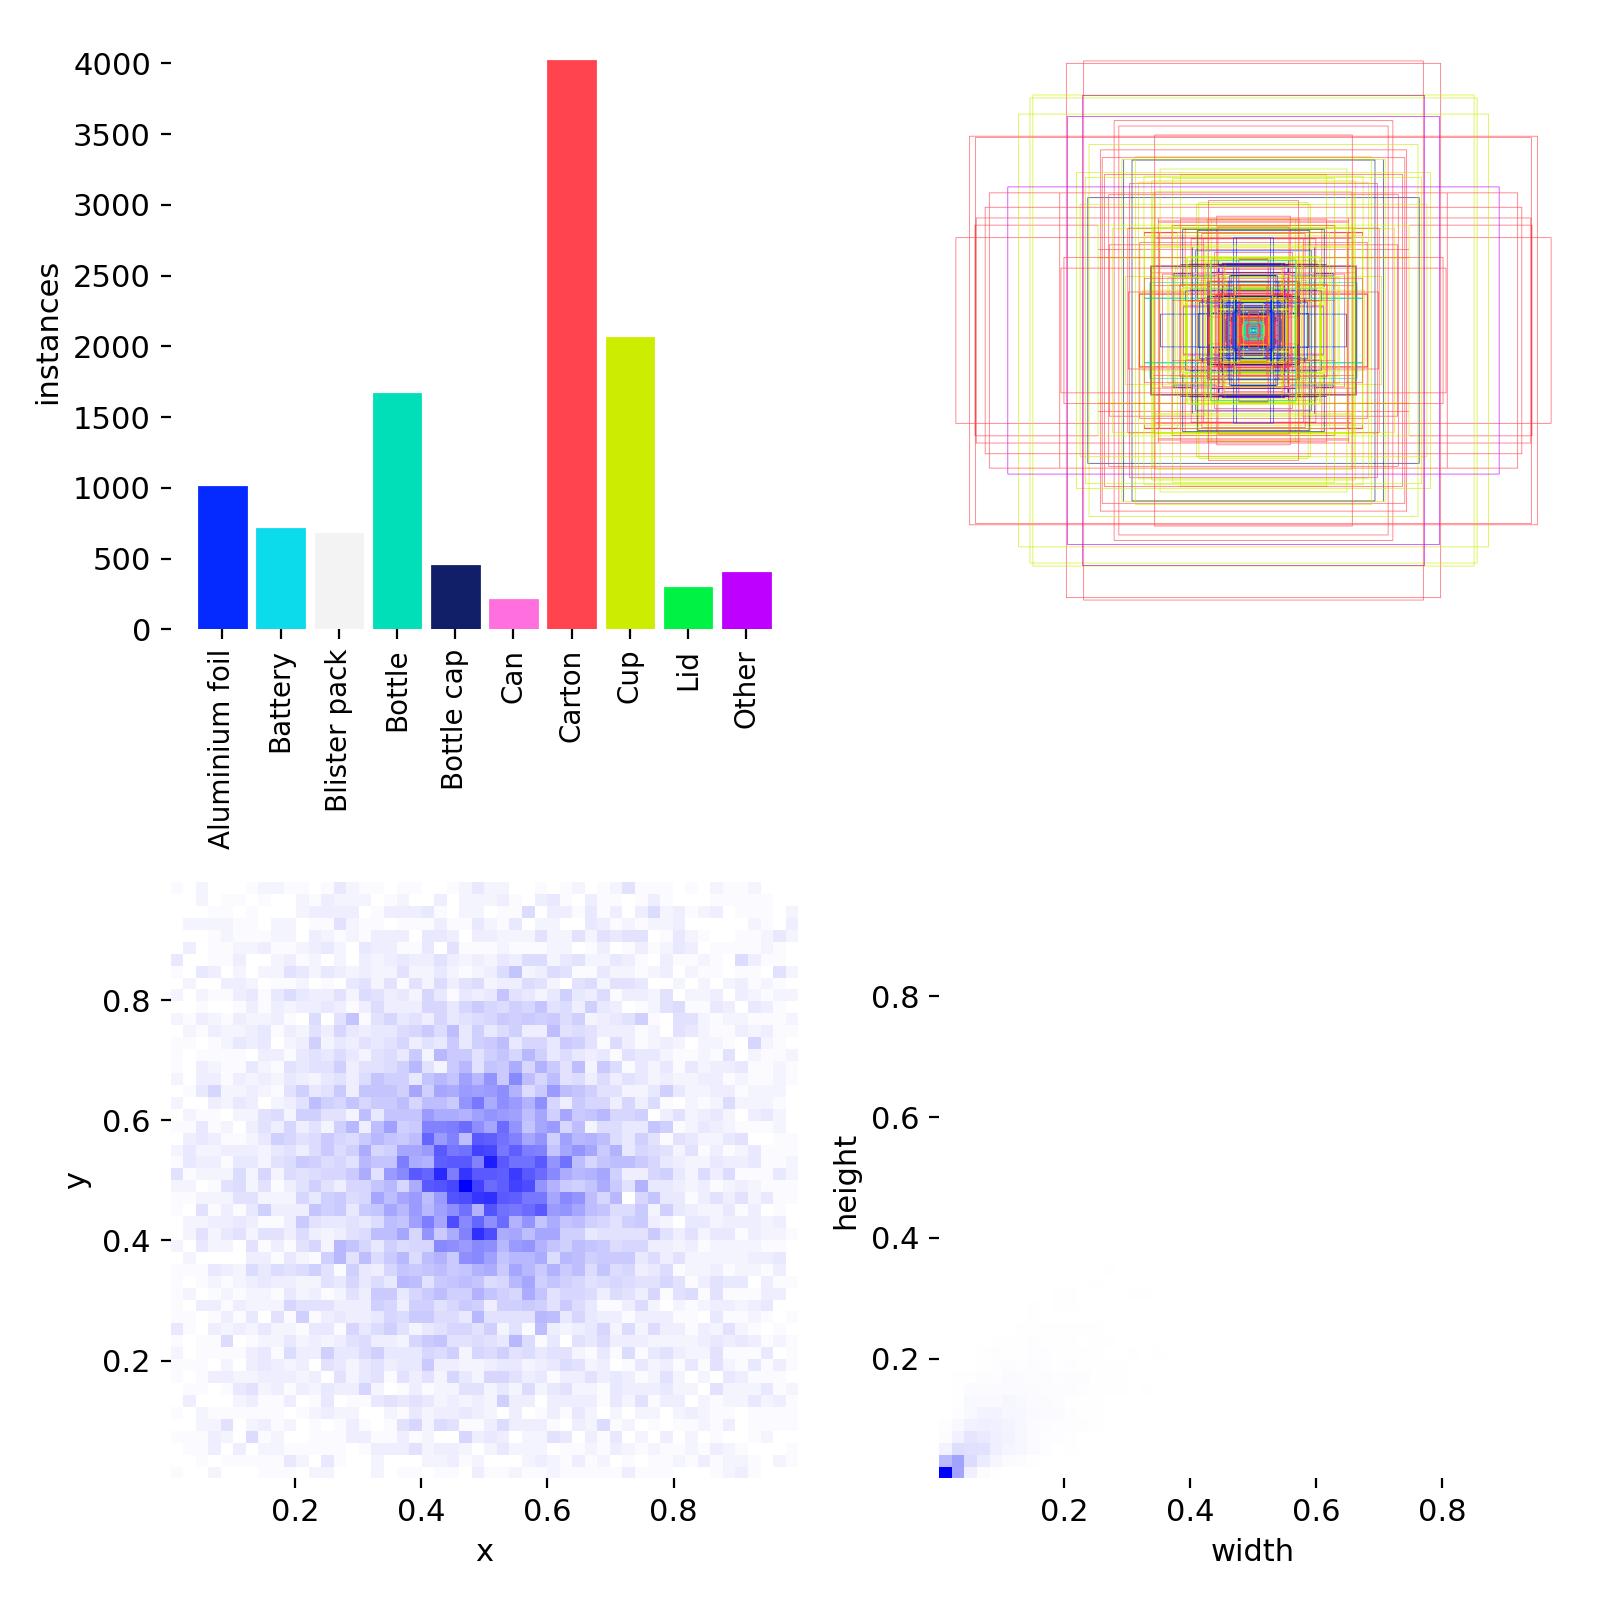 4000
3500
3000
2500
2000
1500
1000
500
0
instances
Aluminium foil
Battery
Blister pack
Bottle
Bottle cap
Can
Carton
Cup
Lid
Other
0.8
0.6
0.4
0.2
y
0.2 0.4 0.6 0.8
x
0.8
0.6
0.4
0.2
height
0.2 0.4 0.6 0.8
width